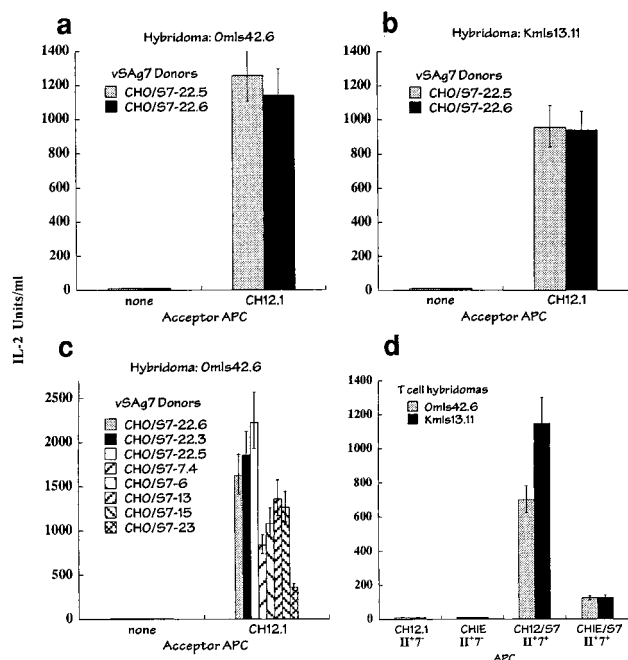 a
Hybridoma: Omls42.6
vSAg7 Donors
CHO/S7-22.5
CHO/S7-22.6
1400
1200
1000
800
600
400
200
0
none
CH12.1
Acceptor APC
b
Hybridoma: Kmls13.11
vSAg7 Donors
CHO/S7-22.5
CHO/S7-22.6
1400
1200
1000
800
600
400
200
0
none
CH12.1
Acceptor APC
IL-2 Units/ml
c
Hybridoma: Omls42.6
vSAg7 Donors
CHO/S7-22.6
CHO/S7-22.3
CHO/S7-22.5
CHO/S7-7.4
CHO/S7-6
CHO/S7-13
CHO/S7-15
CHO/S7-23
2500
2000
1500
1000
500
0
none
CH12.1
Acceptor APC
d
T cell hybridomas
Omls42.6
Kmls13.11
1400
1200
1000
800
600
400
200
0
CH12.1 CHIE CH12/S7 CHIE/S7
II⁺7⁻ II⁺7⁻ II⁺7⁺ II⁺7⁺
APC